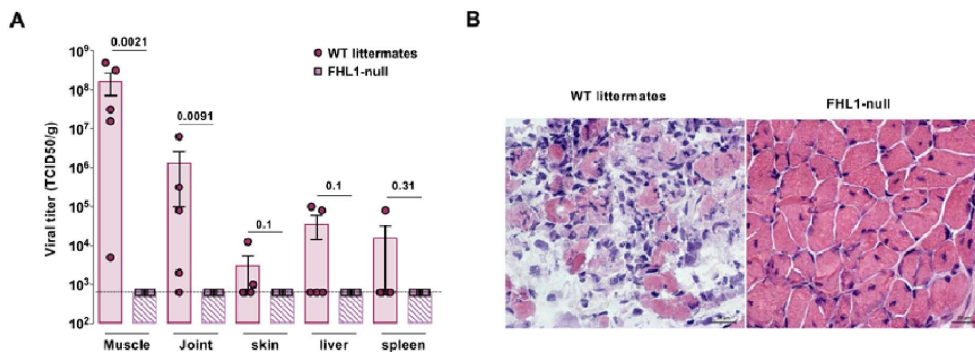 A
B
Viral titer (TCID50/g)
10⁹
10⁸
10⁷
10⁶
10⁵
10⁴
10³
10²
0.0021
0.0091
0.1
0.1
0.31
WT littermates
FHL1-null
Muscle Joint skin liver spleen
WT littermates
FHL1-null